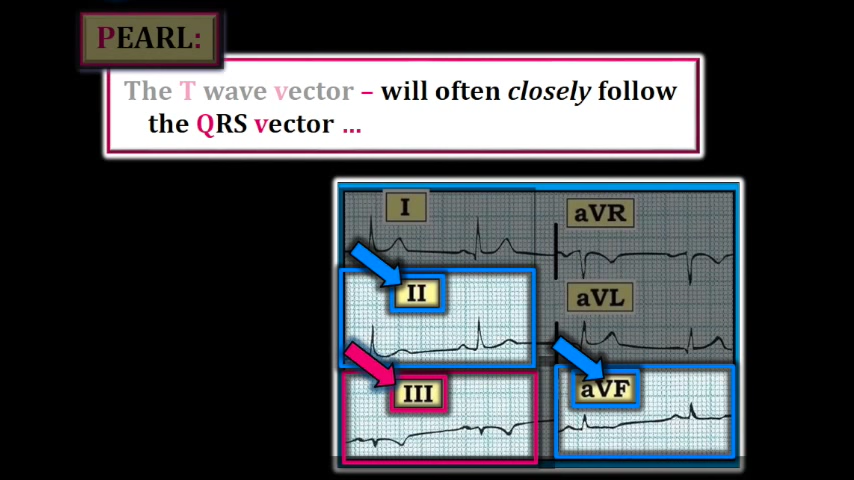 PEARL:
The T wave vector – will often closely follow
the QRS vector ...
I
aVR
II
aVL
III
aVF